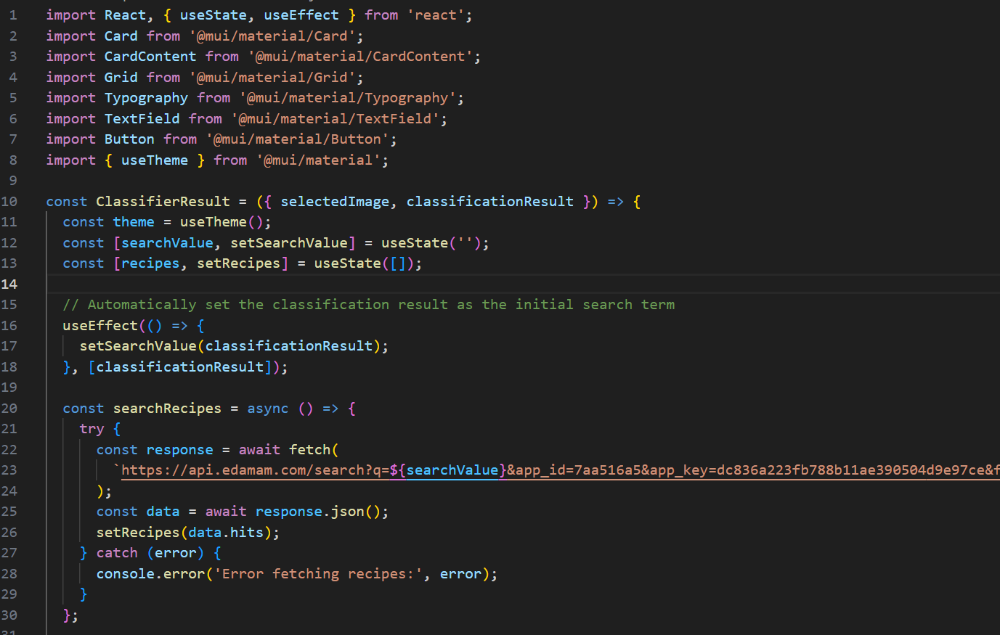 1 import React, { useState, useEffect } from 'react';
2 import Card from '@mui/material/Card';
3 import CardContent from '@mui/material/CardContent';
4 import Grid from '@mui/material/Grid';
5 import Typography from '@mui/material/Typography';
6 import TextField from '@mui/material/TextField';
7 import Button from '@mui/material/Button';
8 import { useTheme } from '@mui/material';
9
10 const ClassifierResult = ({ selectedImage, classificationResult }) => {
11   const theme = useTheme();
12   const [searchValue, setSearchValue] = useState('');
13   const [recipes, setRecipes] = useState([]);
14
15   // Automatically set the classification result as the initial search term
16   useEffect(() => {
17     setSearchValue(classificationResult);
18   }, [classificationResult]);
19
20   const searchRecipes = async () => {
21     try {
22       const response = await fetch(
23         `https://api.edamam.com/search?q=${searchValue}&app_id=7aa516a5&app_key=dc836a223fb788b11ae390504d9e97ce&f
24       );
25       const data = await response.json();
26       setRecipes(data.hits);
27     } catch (error) {
28       console.error('Error fetching recipes:', error);
29     }
30   };